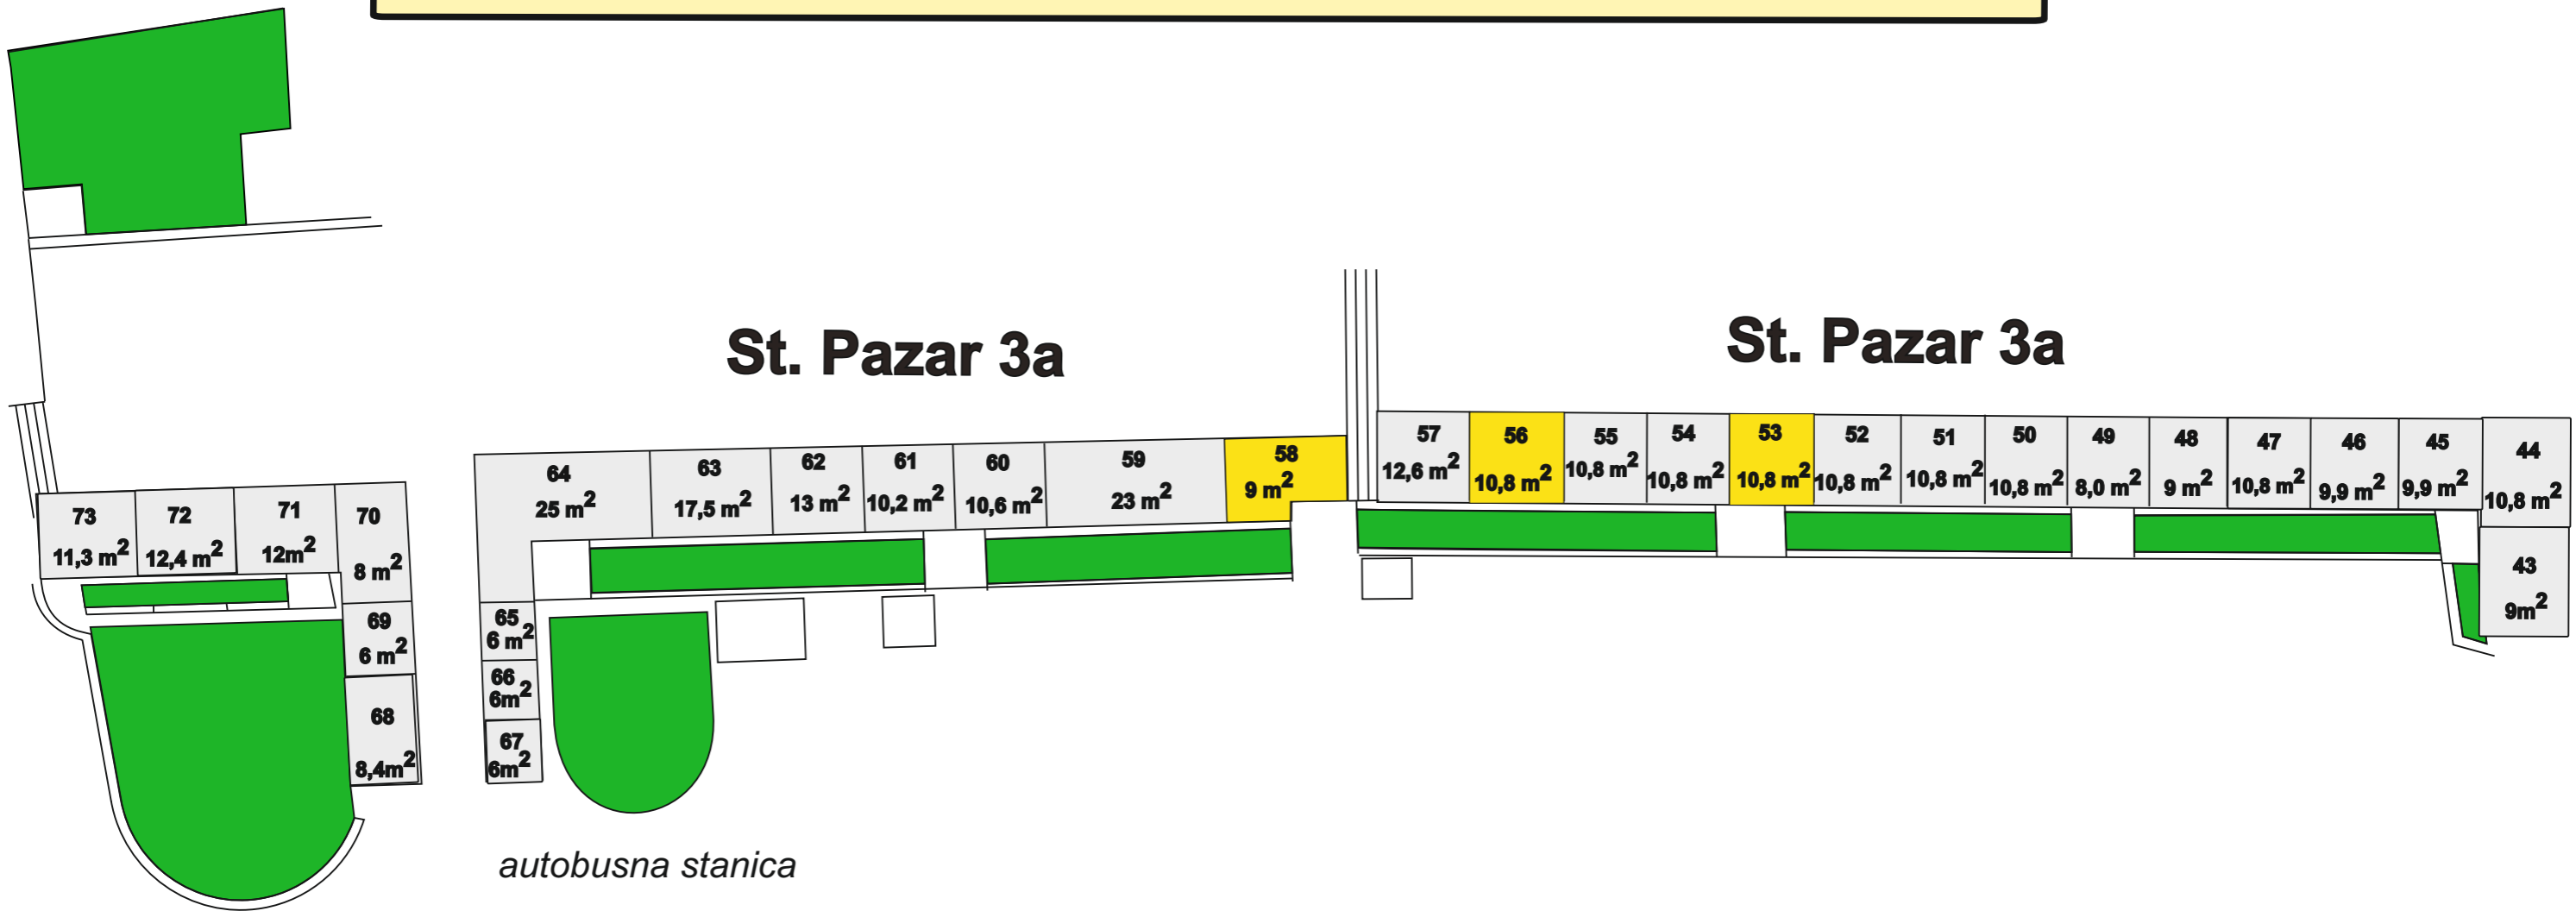 St. Pazar 3a
St. Pazar 3a
73
11,3 m²
72
12,4 m²
71
12m²
70
8 m²
69
6 m²
68
8,4m²
64
25 m²
63
17,5 m²
62
13 m²
61
10,2 m²
60
10,6 m²
59
23 m²
58
9 m²
65
6 m²
66
6m²
67
6m²
57
12,6 m²
56
10,8 m²
55
10,8 m²
54
10,8 m²
53
10,8 m²
52
10,8 m²
51
10,8 m²
50
10,8 m²
49
8,0 m²
48
9 m²
47
10,8 m²
46
9,9 m²
45
9,9 m²
44
10,8 m²
43
9m²
autobusna stanica